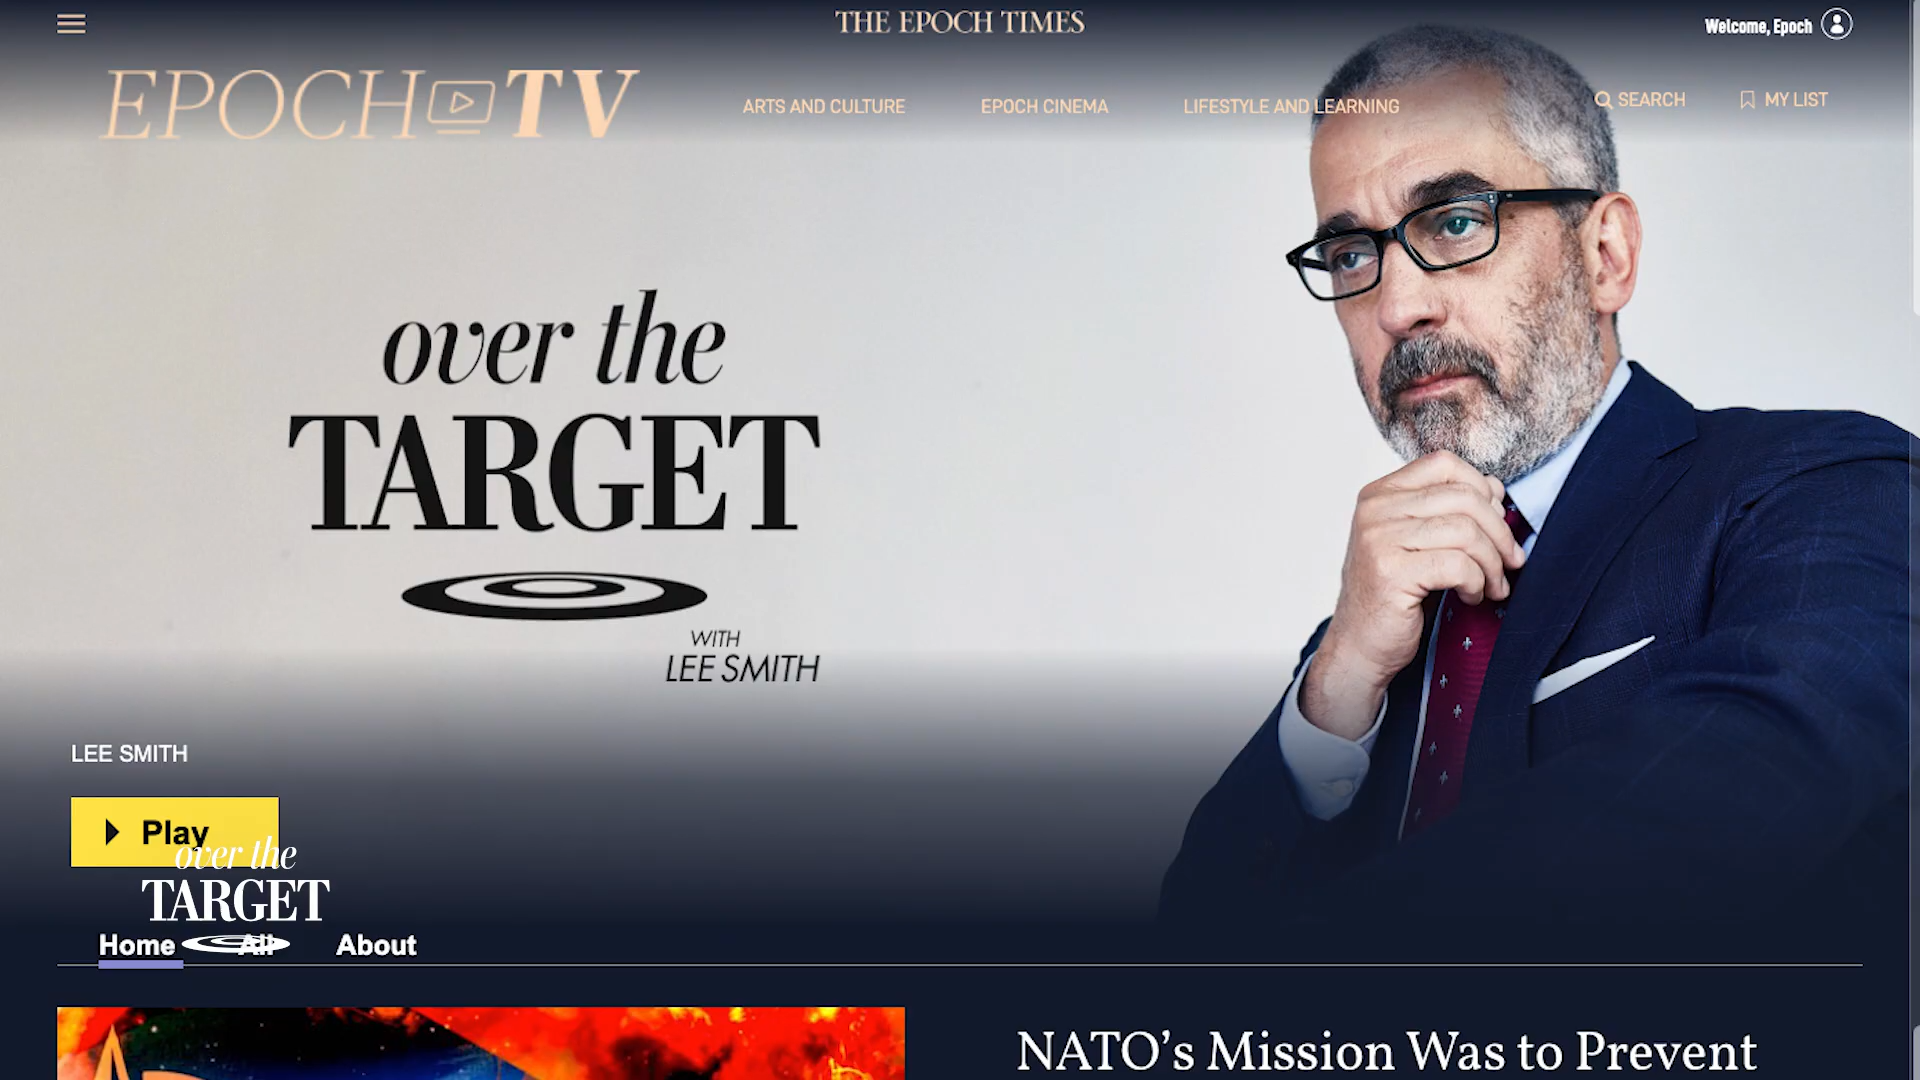 THE EPOCH TIMES
Welcome, Epoch
EPOCH TV
ARTS AND CULTURE
EPOCH CINEMA
LIFESTYLE AND LEARNING
SEARCH
MY LIST
over the
TARGET
WITH
LEE SMITH
LEE SMITH
Play
over the
TARGET
Home
All
About
NATO’s Mission Was to Prevent